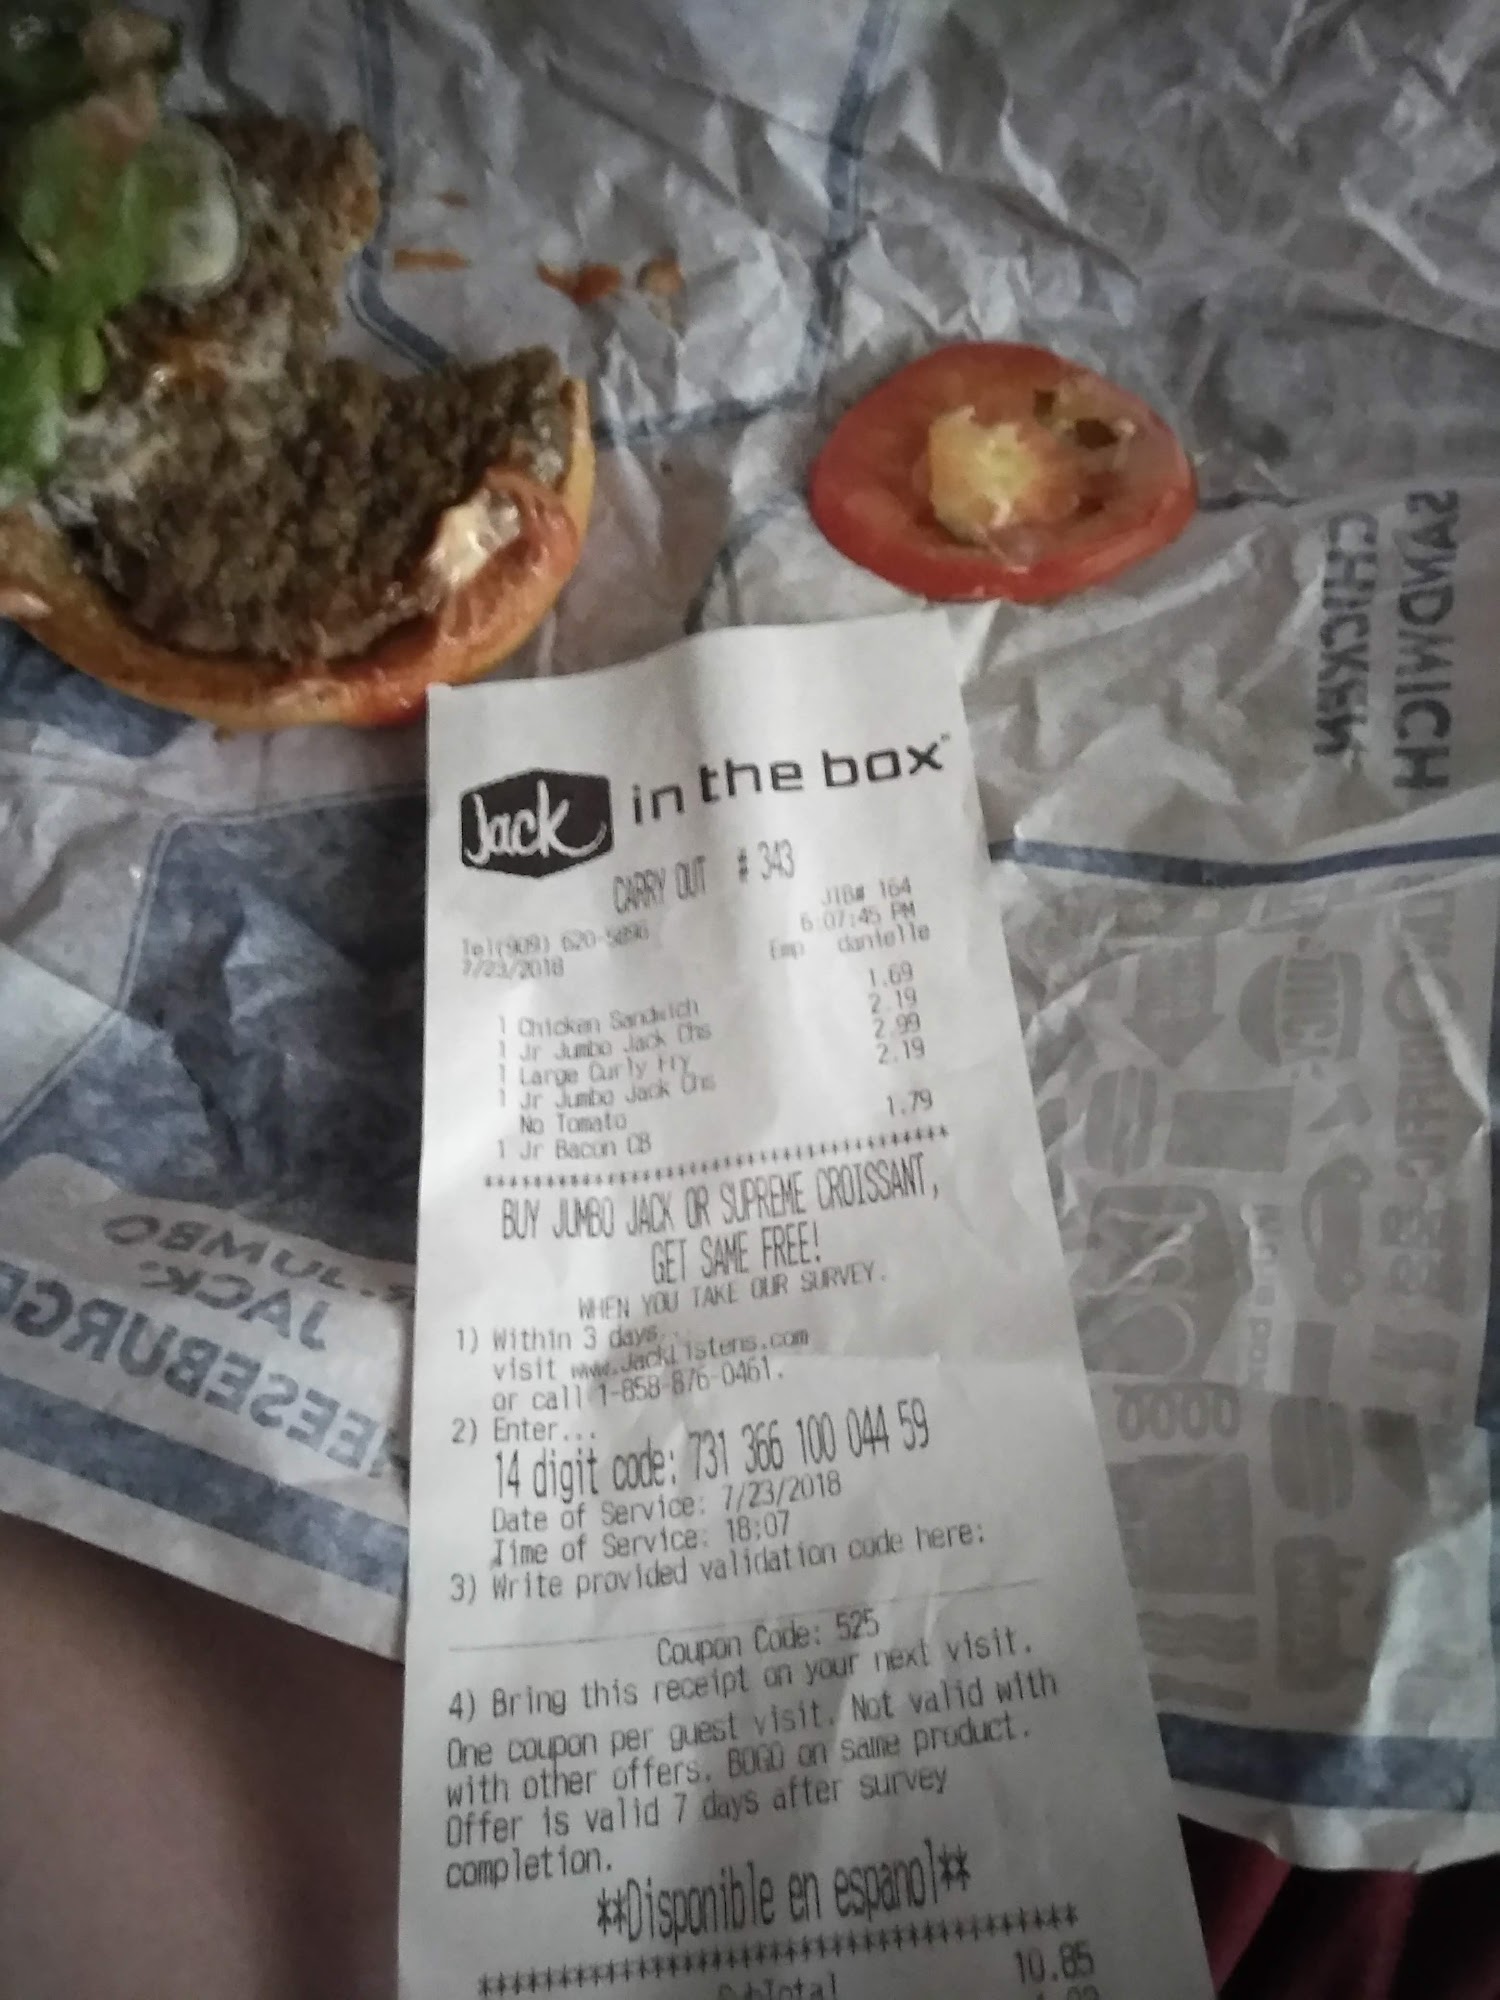 Jack in the box™
CARRY OUT # 343
JIB# 164
Tel(909) 620- 6:07:45 PM
7/23/2018 Emp danielle
1 Chicken Sandwich 1.69
1 Jr Jumbo Jack Chs 2.19
1 Large Curly Fry 2.99
1 Jr Jumbo Jack Chs 2.19
No Tomato
1 Jr Bacon CB 1.79
BUY JUMBO JACK OR SUPREME CROISSANT,
GET SAME FREE!
WHEN YOU TAKE OUR SURVEY.
1) Within 3 days...
visit www.JackListens.com
or call 1-858-876-0461.
2) Enter...
14 digit code: 731 366 100 044 59
Date of Service: 7/23/2018
Time of Service: 18:07
3) Write provided validation code here:
Coupon Code: 525
4) Bring this receipt on your next visit.
One coupon per guest visit. Not valid with
with other offers. BOGO on same product.
Offer is valid 7 days after survey
completion.
**Disponible en espanol**
SubTotal 10.85
SANDWICH
CHICKEN
JR. JUMBO
JACK
EESEBURGE